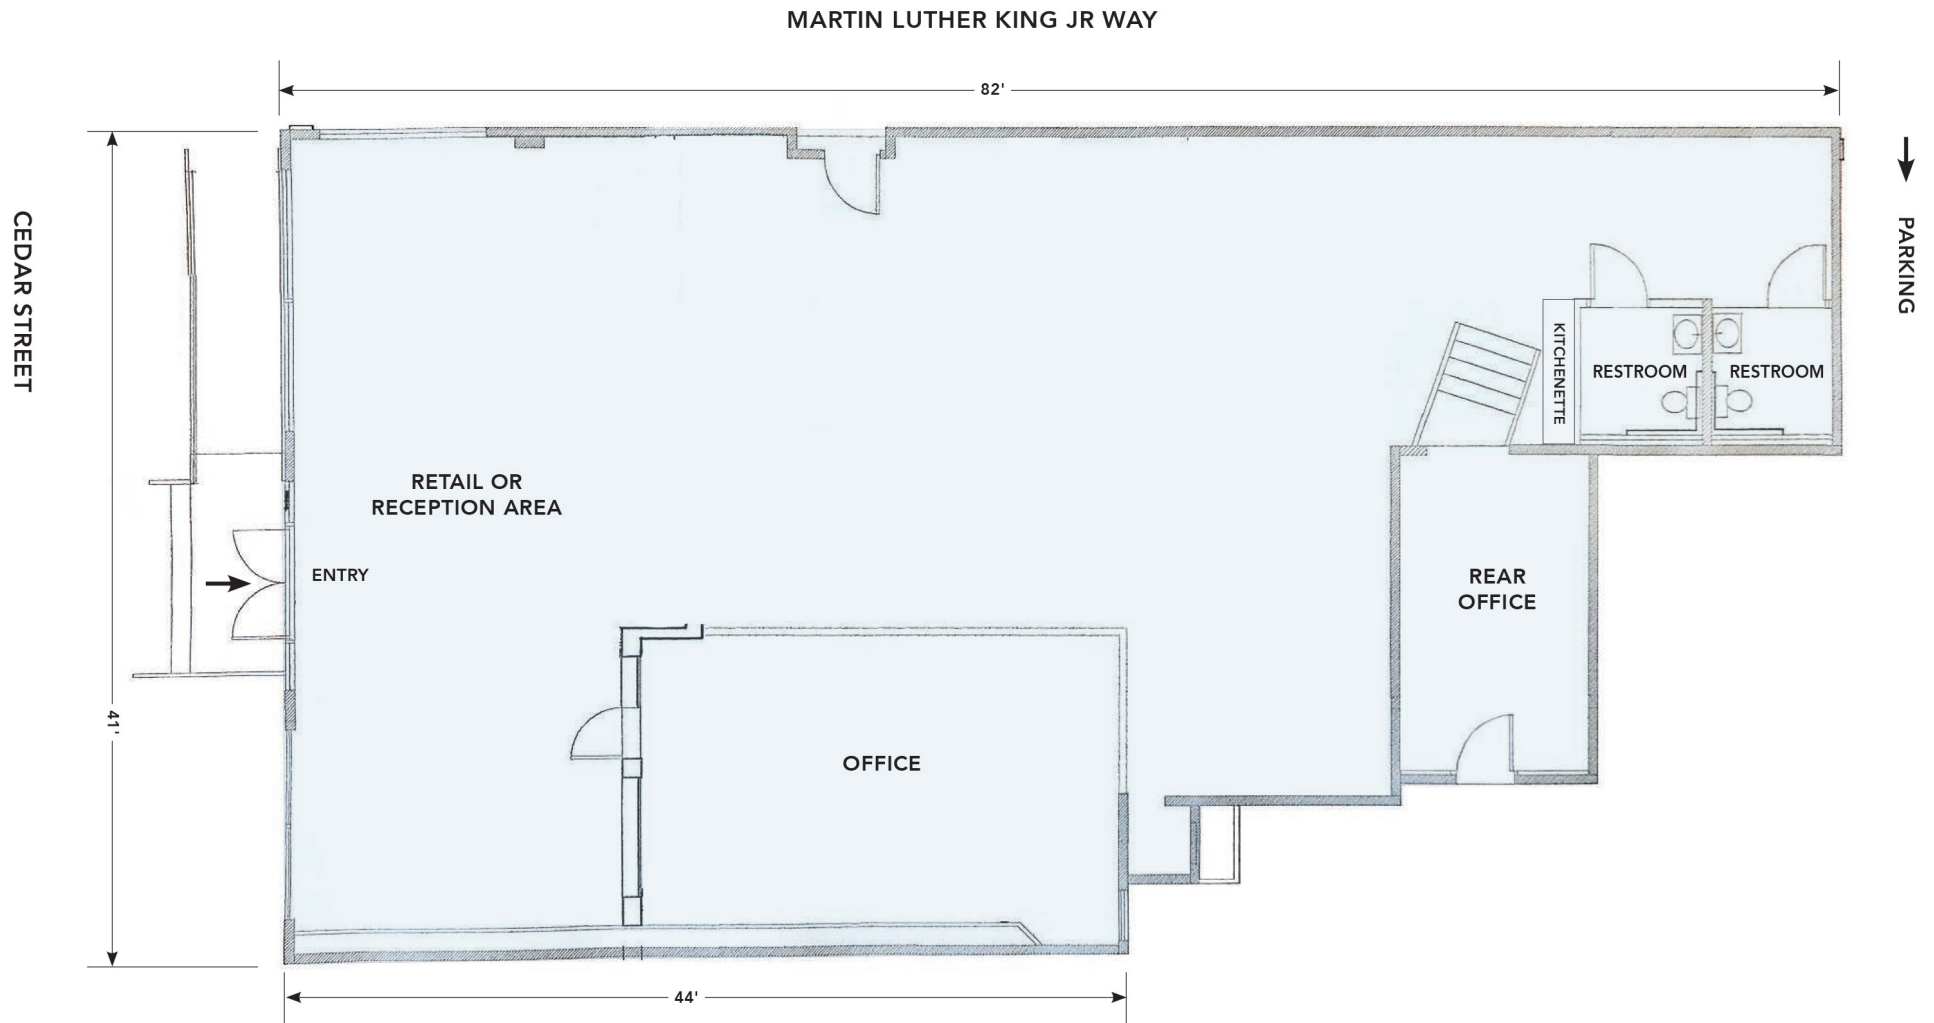 MARTIN LUTHER KING JR WAY
82'
CEDAR STREET
PARKING
KITCHENETTE
RESTROOM
RESTROOM
RETAIL OR
RECEPTION AREA
ENTRY
REAR
OFFICE
41'
OFFICE
44'